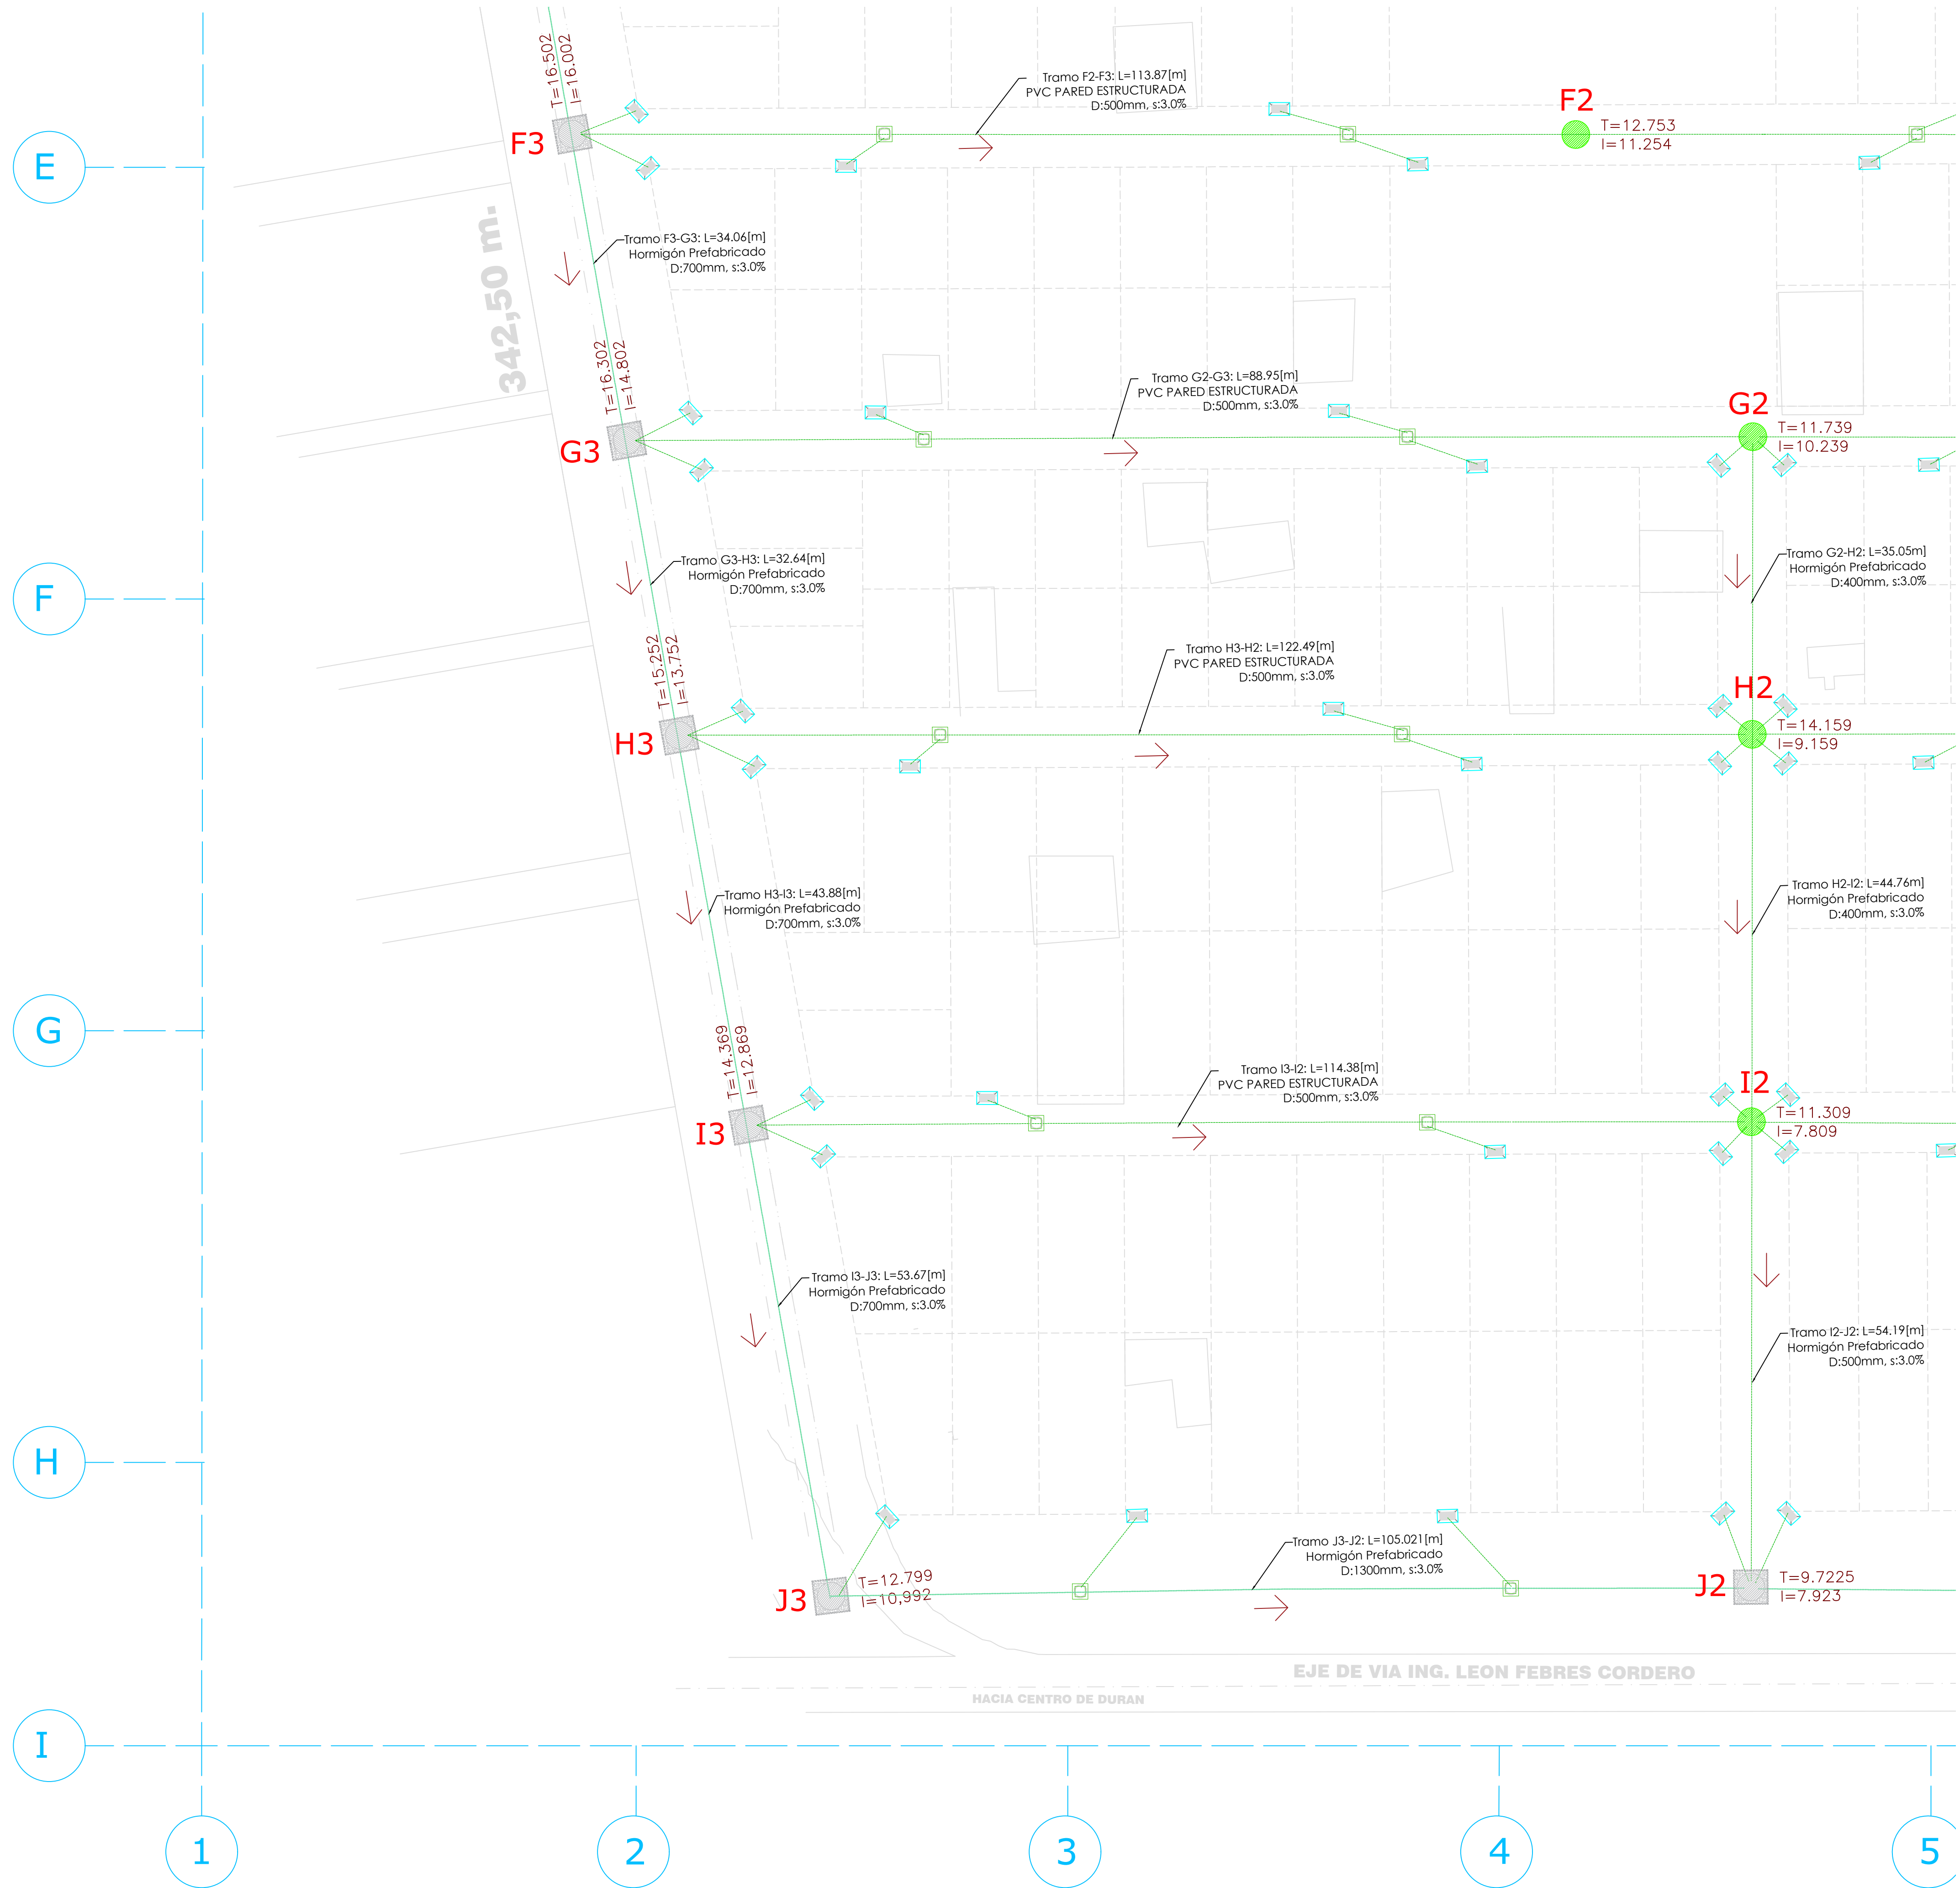 T=16.502
I=16.002
Tramo F2-F3: L=113.87[m]
PVC PARED ESTRUCTURADA
D:500mm, s:3.0%
F2
T=12.753
I=11.254
F3
E
342,50 m.
Tramo F3-G3: L=34.06[m]
Hormigón Prefabricado
D:700mm, s:3.0%
T=16.302
I=14.802
Tramo G2-G3: L=88.95[m]
PVC PARED ESTRUCTURADA
D:500mm, s:3.0%
G2
T=11.739
I=10.239
G3
Tramo G3-H3: L=32.64[m]
Hormigón Prefabricado
D:700mm, s:3.0%
Tramo G2-H2: L=35.05m]
Hormigón Prefabricado
D:400mm, s:3.0%
F
T=15.252
I=13.752
Tramo H3-H2: L=122.49[m]
PVC PARED ESTRUCTURADA
D:500mm, s:3.0%
H2
T=14.159
I=9.159
H3
Tramo H3-I3: L=43.88[m]
Hormigón Prefabricado
D:700mm, s:3.0%
Tramo H2-I2: L=44.76m]
Hormigón Prefabricado
D:400mm, s:3.0%
G
T=14.369
I=12.869
Tramo I3-I2: L=114.38[m]
PVC PARED ESTRUCTURADA
D:500mm, s:3.0%
I2
T=11.309
I=7.809
I3
Tramo I3-J3: L=53.67[m]
Hormigón Prefabricado
D:700mm, s:3.0%
Tramo I2-J2: L=54.19[m]
Hormigón Prefabricado
D:500mm, s:3.0%
H
Tramo J3-J2: L=105.021[m]
Hormigón Prefabricado
D:1300mm, s:3.0%
J3
T=12.799
I=10,992
J2
T=9.7225
I=7.923
EJE DE VIA ING. LEON FEBRES CORDERO
HACIA CENTRO DE DURAN
I
1
2
3
4
5